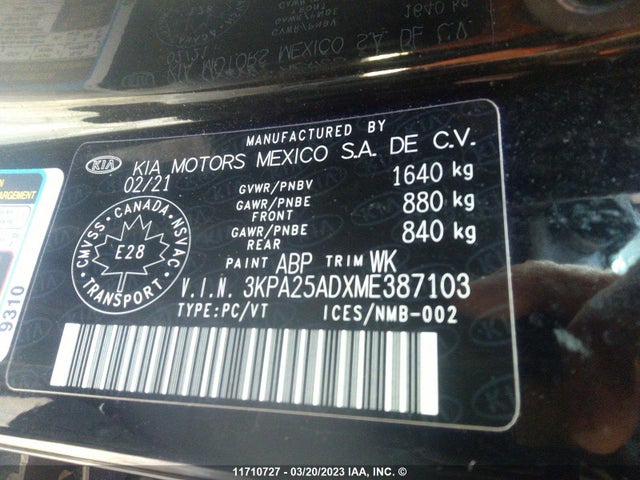 MANUFACTURED BY
KIA KIA MOTORS MEXICO S.A. DE C.V.
02/21 GVWR/PNBV 1640 kg
GAWR/PNBE FRONT 880 kg
GAWR/PNBE REAR 840 kg
CMVSS · CANADA · NSVAC
E28
TRANSPORT
PAINT ABP TRIM WK
V.I.N. 3KPA25ADXME387103
TYPE:PC/VT ICES/NMB-002
9310
11710727 - 03/20/2023 IAA, INC. ©